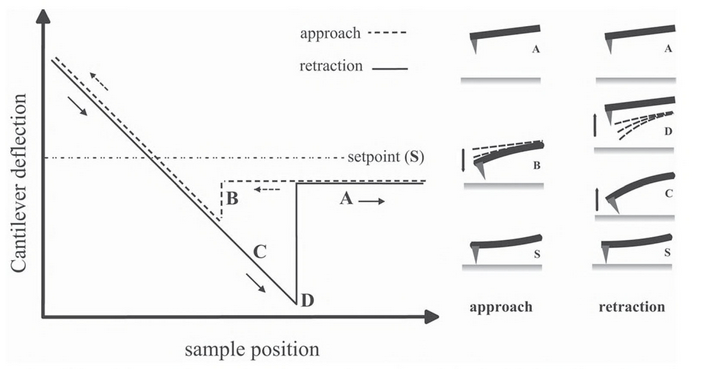 approach
retraction
Cantilever deflection
setpoint (S)
B
A
C
D
sample position
A
A
D
B
C
S
S
approach
retraction